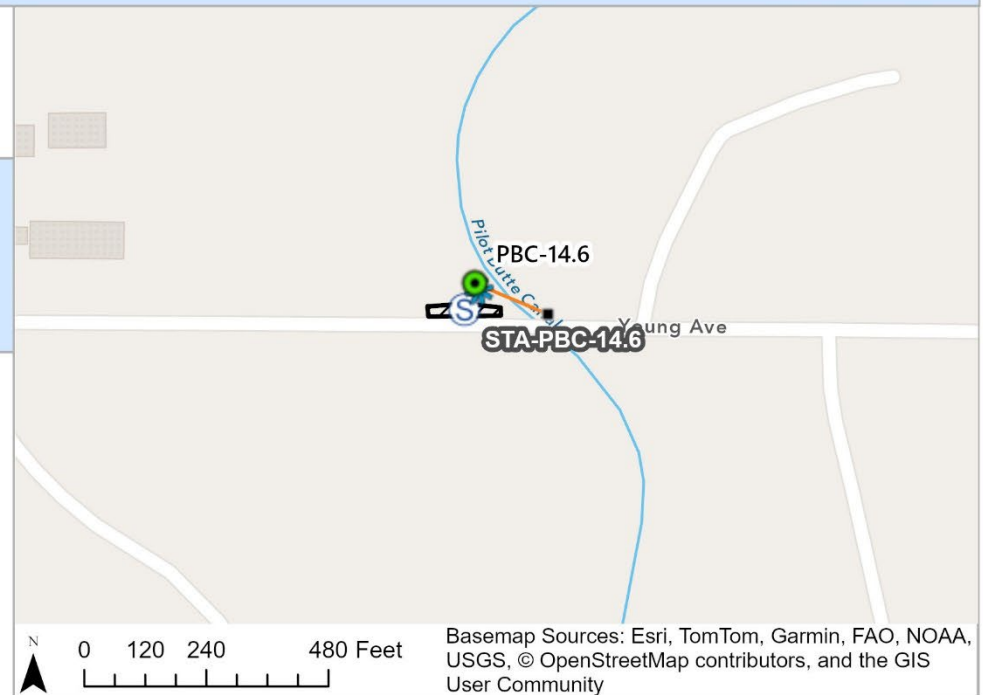 Pilot Butte Canal
PBC-14.6
S
Young Ave
STA-PBC-14.6
N
0 120 240 480 Feet
Basemap Sources: Esri, TomTom, Garmin, FAO, NOAA,
USGS, © OpenStreetMap contributors, and the GIS
User Community